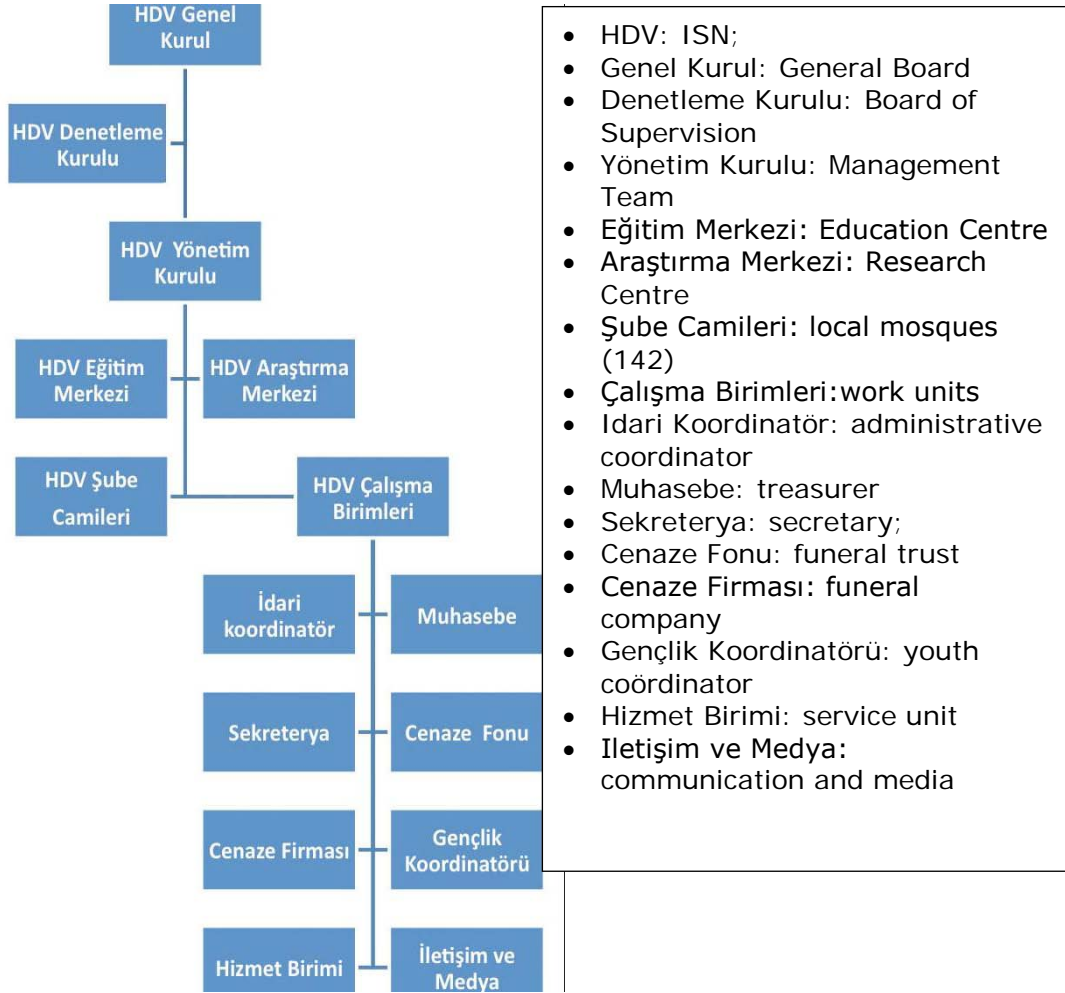 HDV Genel
Kurul
HDV Denetleme
Kurulu
HDV Yönetim
Kurulu
HDV Eğitim
Merkezi
HDV Araştırma
Merkezi
HDV Şube
Camileri
HDV Çalışma
Birimleri
İdari
koordinatör
Muhasebe
Sekreterya
Cenaze Fonu
Cenaze Firması
Gençlik
Koordinatörü
Hizmet Birimi
İletişim ve
Medya
• HDV: ISN;
• Genel Kurul: General Board
• Denetleme Kurulu: Board of
Supervision
• Yönetim Kurulu: Management
Team
• Eğitim Merkezi: Education Centre
• Araştırma Merkezi: Research
Centre
• Şube Camileri: local mosques
(142)
• Çalışma Birimleri:work units
• Idari Koordinatör: administrative
coordinator
• Muhasebe: treasurer
• Sekreterya: secretary;
• Cenaze Fonu: funeral trust
• Cenaze Firması: funeral
company
• Gençlik Koordinatörü: youth
coördinator
• Hizmet Birimi: service unit
• Iletişim ve Medya:
communication and media